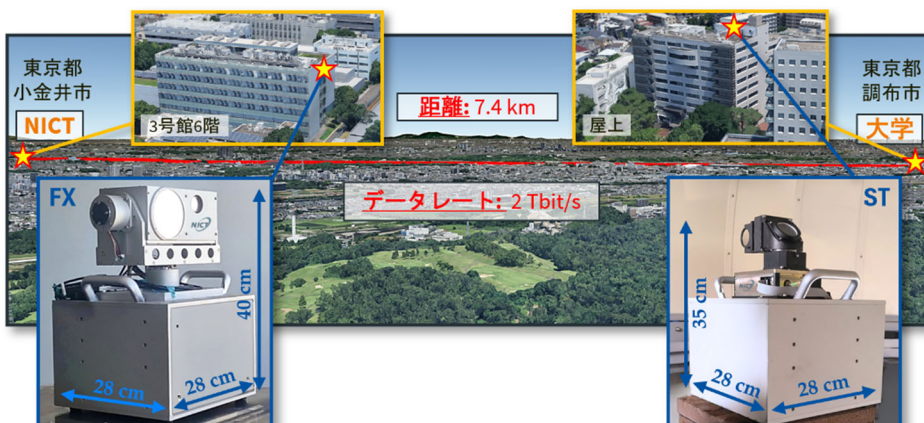 東京都
小金井市
NICT
3号館6階
距離: 7.4 km
屋上
東京都
調布市
大学
データレート: 2 Tbit/s
FX
NICT
40 cm
28 cm
28 cm
ST
NICT
35 cm
28 cm
28 cm